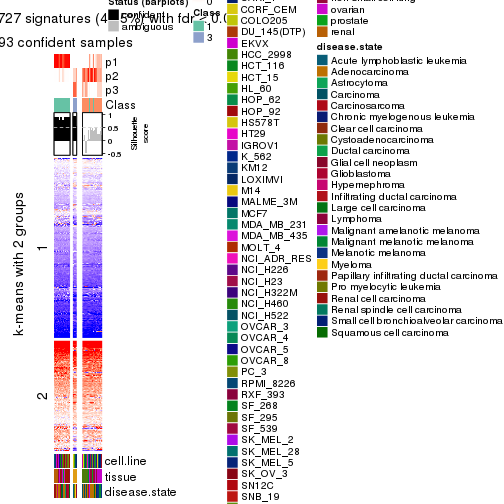 Status (barplots)
confident
ambiguous
Class
1
3
93 confident samples
p1
p2
p3
Class
1
0.5
0
-0.5
Silhouette
score
k-means with 2 groups
1
2
cell.line
tissue
disease.state
CCRF_CEM
COLO205
DU_145(DTP)
EKVX
HCC_2998
HCT_116
HCT_15
HL_60
HOP_62
HOP_92
HS578T
HT29
IGROV1
K_562
KM12
LOXIMVI
M14
MALME_3M
MCF7
MDA_MB_231
MDA_MB_435
MOLT_4
NCI_ADR_RES
NCI_H226
NCI_H23
NCI_H322M
NCI_H460
NCI_H522
OVCAR_3
OVCAR_4
OVCAR_5
OVCAR_8
PC_3
RPMI_8226
RXF_393
SF_268
SF_295
SF_539
SK_MEL_2
SK_MEL_28
SK_MEL_5
SK_OV_3
SN12C
SNB_19
ovarian
prostate
renal
disease.state
Acute lymphoblastic leukemia
Adenocarcinoma
Astrocytoma
Carcinoma
Carcinosarcoma
Chronic myelogenous leukemia
Clear cell carcinoma
Cystoadenocarcinoma
Ductal carcinoma
Glial cell neoplasm
Glioblastoma
Hypernephroma
Infiltrating ductal carcinoma
Large cell carcinoma
Lymphoma
Malignant amelanotic melanoma
Malignant melanotic melanoma
Melanotic melanoma
Myeloma
Papillary infiltrating ductal carcinoma
Pro myelocytic leukemia
Renal cell carcinoma
Renal spindle cell carcinoma
Small cell bronchioalveolar carcinoma
Squamous cell carcinoma